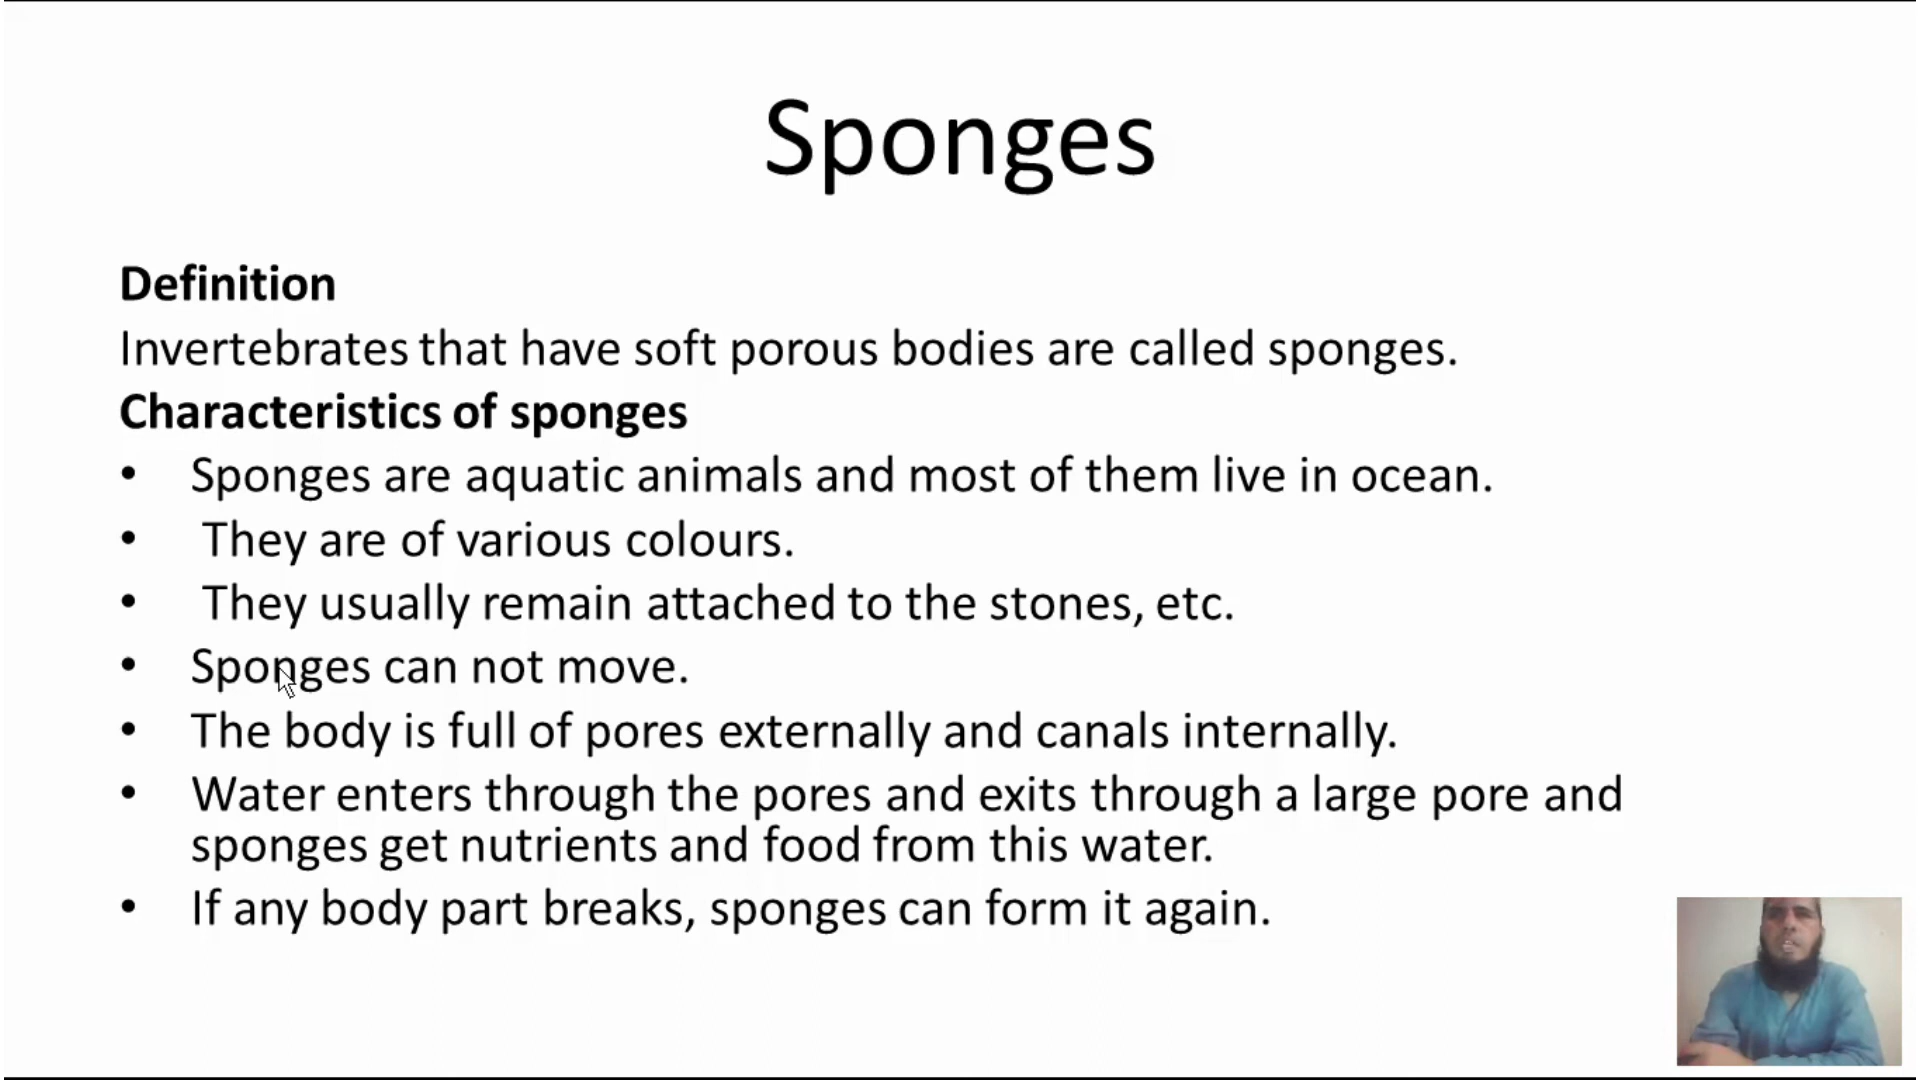 Sponges
Definition
Invertebrates that have soft porous bodies are called sponges.
Characteristics of sponges
• Sponges are aquatic animals and most of them live in ocean.
• They are of various colours.
• They usually remain attached to the stones, etc.
• Sponges can not move.
• The body is full of pores externally and canals internally.
• Water enters through the pores and exits through a large pore and
sponges get nutrients and food from this water.
• If any body part breaks, sponges can form it again.